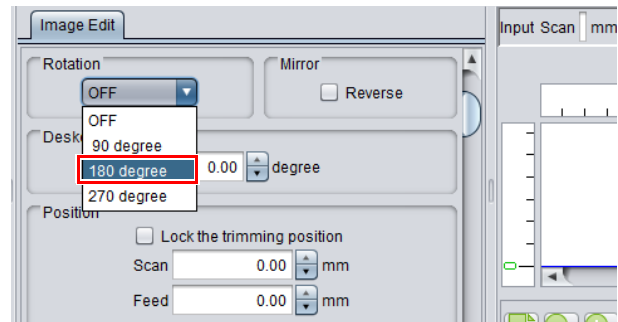 Image Edit
Input Scan mm
Rotation
Mirror
OFF
Reverse
OFF
90 degree
180 degree
270 degree
0.00 degree
Position
Lock the trimming position
Scan 0.00 mm
Feed 0.00 mm